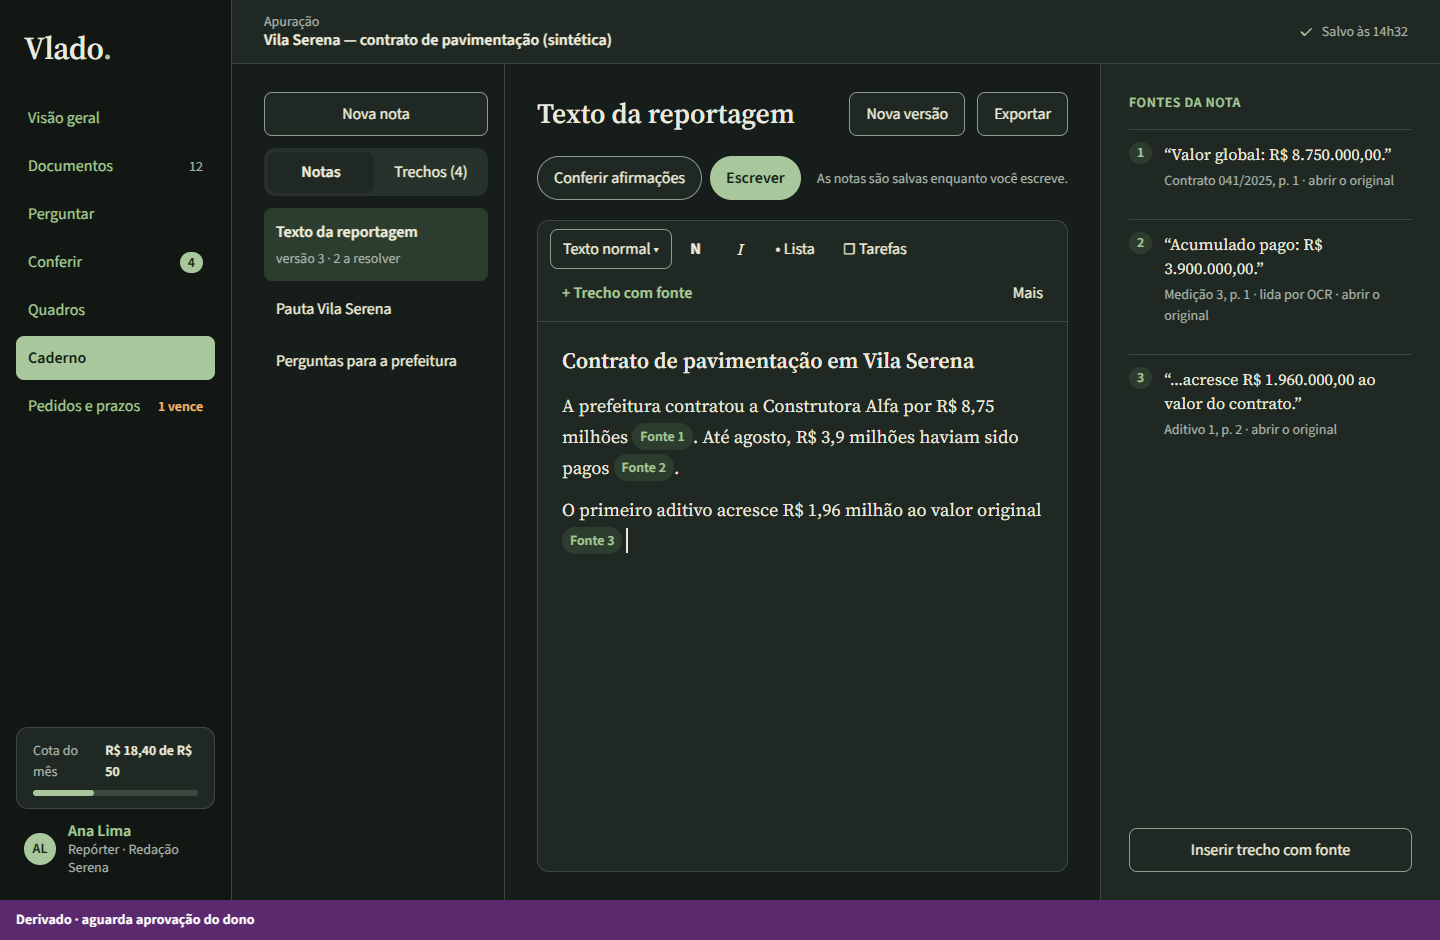 Vlado.
Visão geral
Documentos 12
Perguntar
Conferir 4
Quadros
Caderno
Pedidos e prazos 1 vence
Cota do mês R$ 18,40 de R$ 50
AL
Ana Lima
Repórter · Redação
Serena
Apuração
Vila Serena — contrato de pavimentação (sintética)
Salvo às 14h32
Nova nota
Notas Trechos (4)
Texto da reportagem
versão 3 · 2 a resolver
Pauta Vila Serena
Perguntas para a prefeitura
Texto da reportagem Nova versão Exportar
Conferir afirmações Escrever As notas são salvas enquanto você escreve.
Texto normal ▾ N I • Lista ☐ Tarefas
+ Trecho com fonte Mais
Contrato de pavimentação em Vila Serena
A prefeitura contratou a Construtora Alfa por R$ 8,75
milhões Fonte 1 . Até agosto, R$ 3,9 milhões haviam sido
pagos Fonte 2 .
O primeiro aditivo acresce R$ 1,96 milhão ao valor original
Fonte 3
FONTES DA NOTA
1 “Valor global: R$ 8.750.000,00.”
Contrato 041/2025, p. 1 · abrir o original
2 “Acumulado pago: R$
3.900.000,00.”
Medição 3, p. 1 · lida por OCR · abrir o
original
3 “…acresce R$ 1.960.000,00 ao
valor do contrato.”
Aditivo 1, p. 2 · abrir o original
Inserir trecho com fonte
Derivado · aguarda aprovação do dono